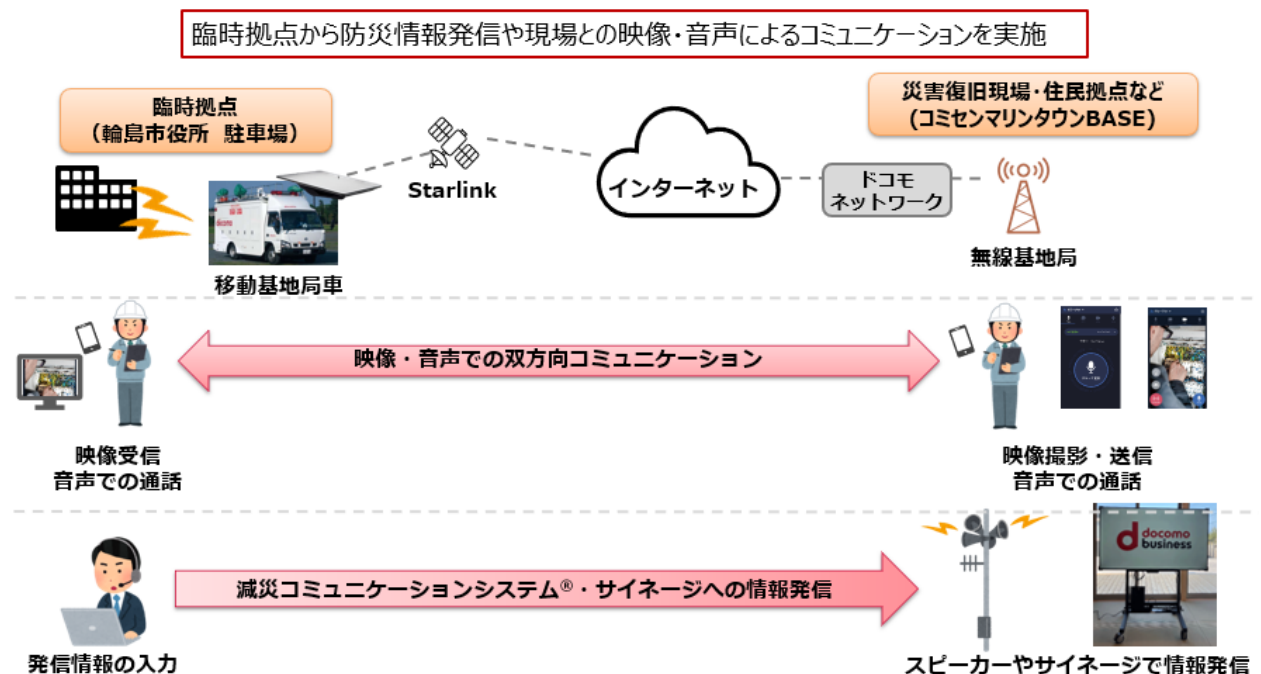 臨時拠点から防災情報発信や現場との映像・音声によるコミュニケーションを実施
臨時拠点
（輪島市役所 駐車場）
災害復旧現場・住民拠点など
(コミセンマリンタウンBASE)
Starlink
インターネット
ドコモ
ネットワーク
docomo
移動基地局車
無線基地局
映像・音声での双方向コミュニケーション
映像受信
音声での通話
映像撮影・送信
音声での通話
減災コミュニケーションシステム®・サイネージへの情報発信
docomo
business
発信情報の入力
スピーカーやサイネージで情報発信